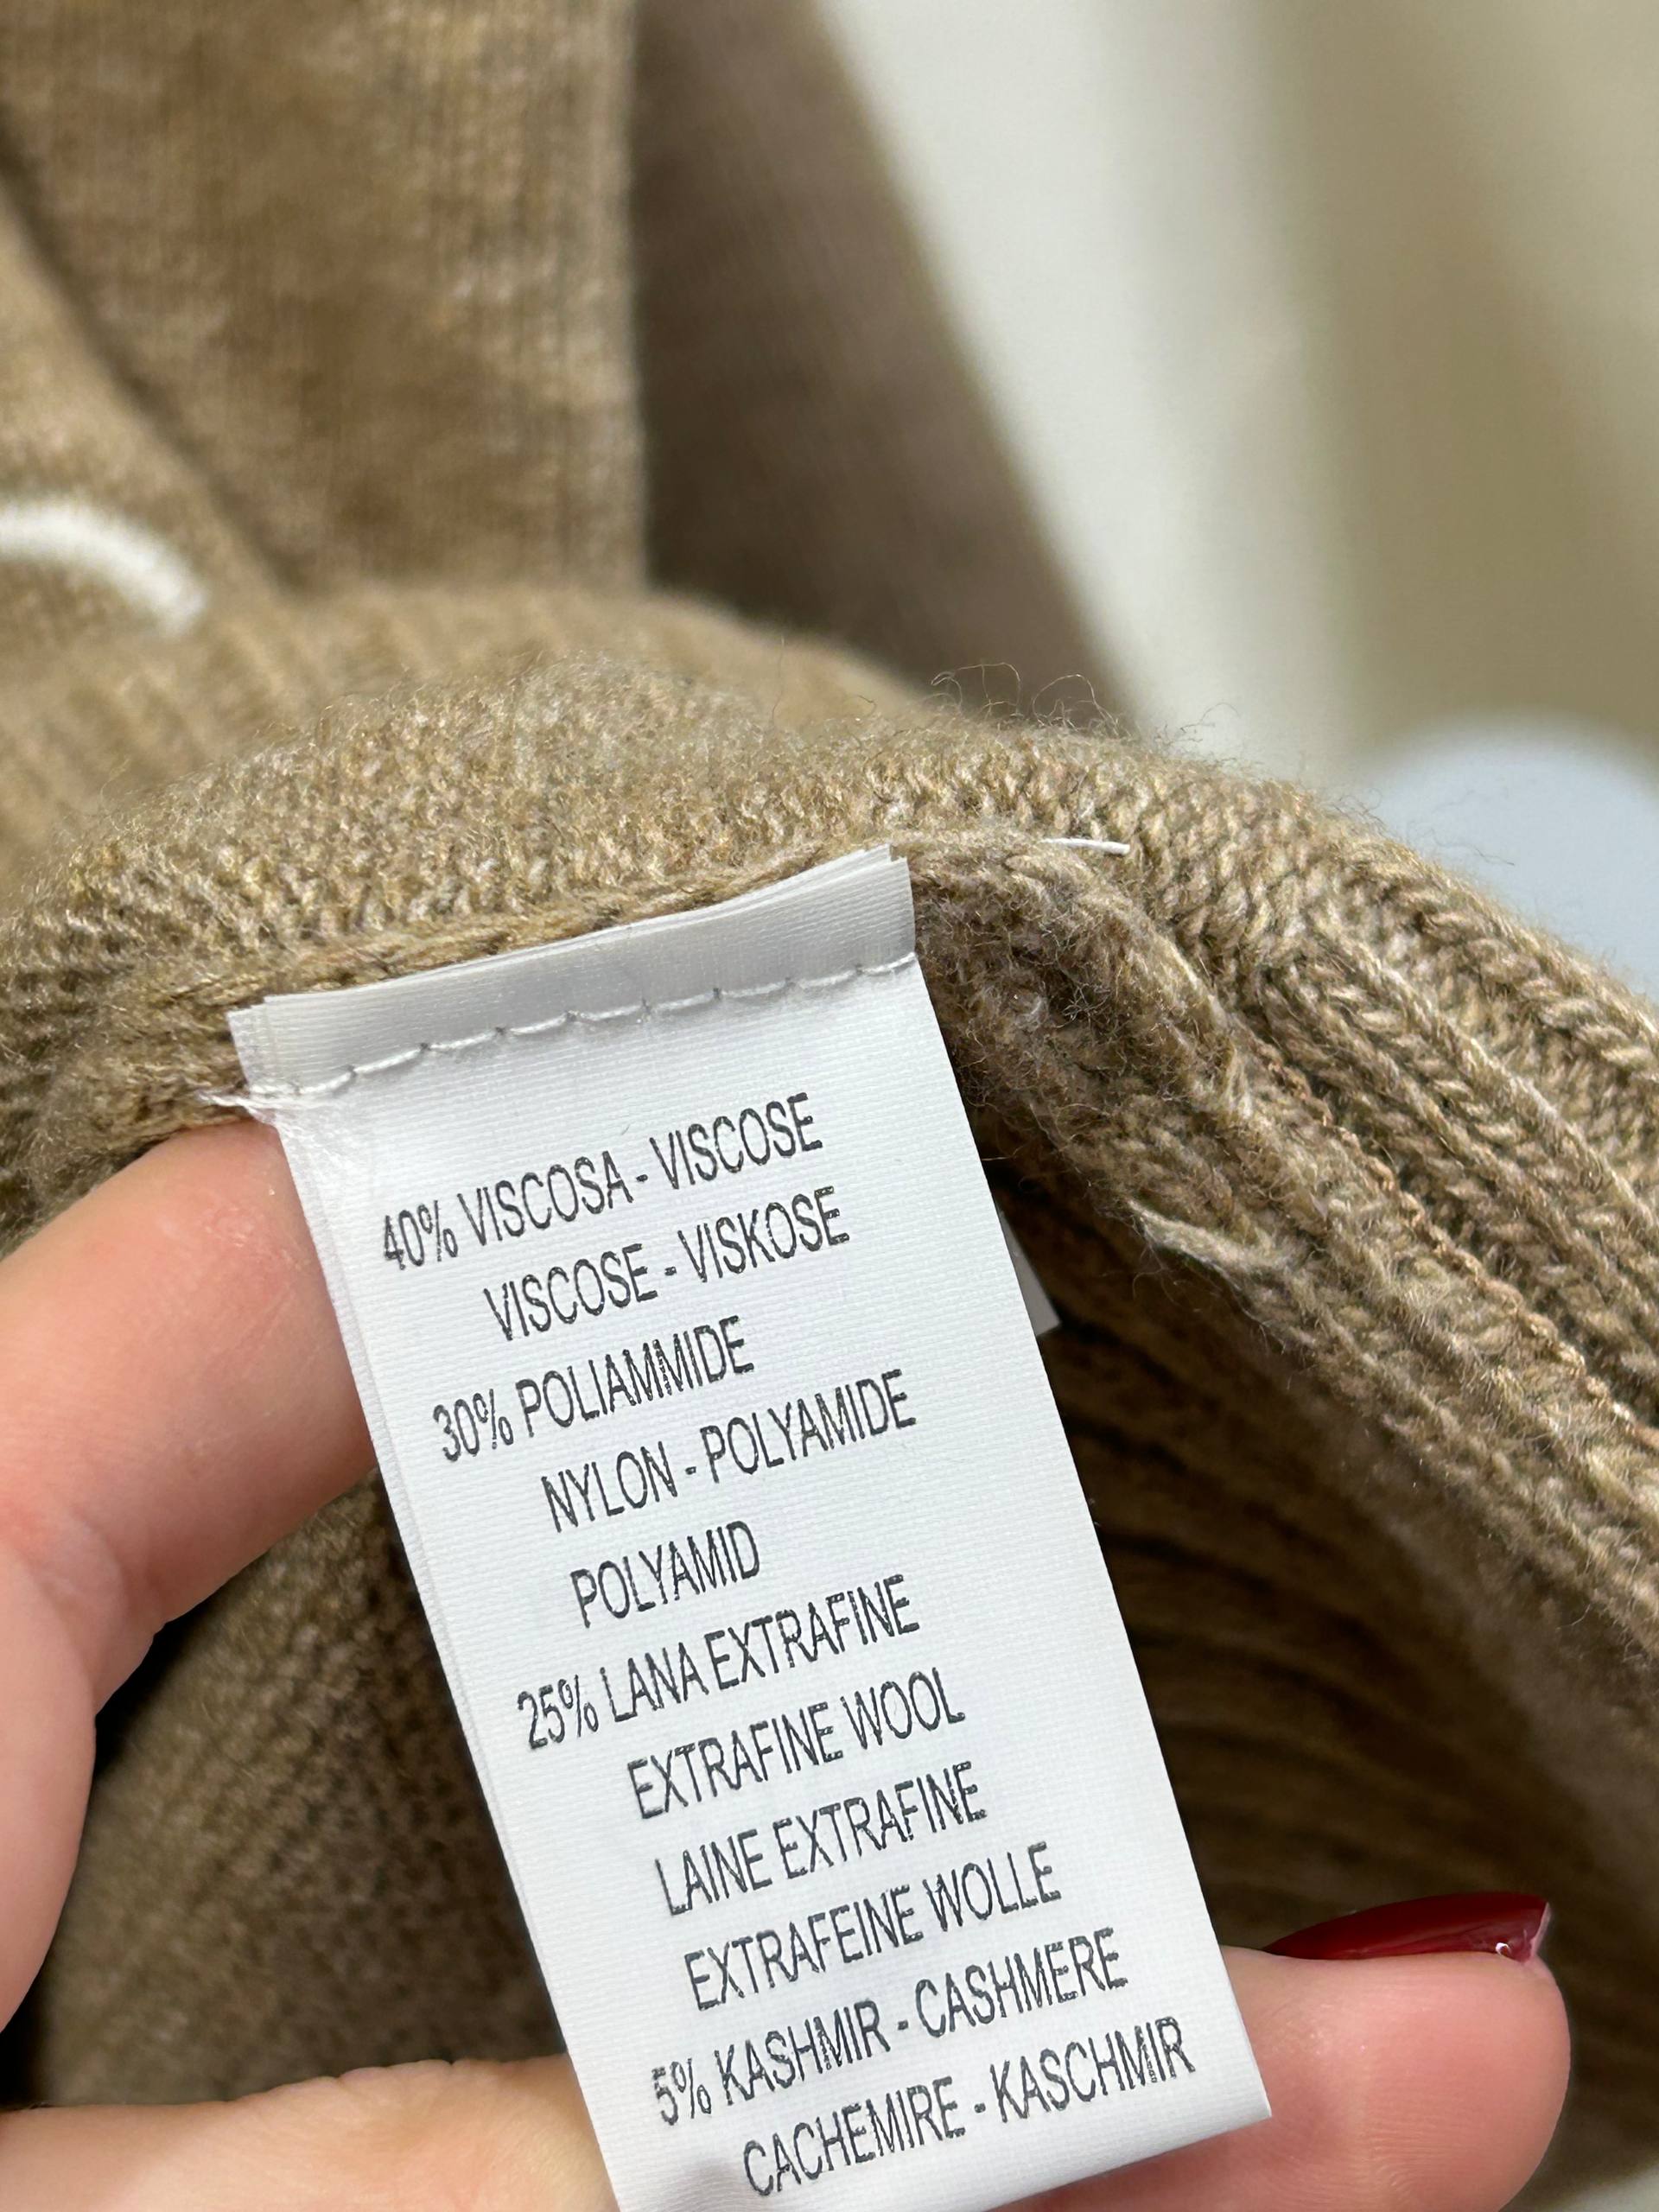 40% VISCOSA - VISCOSE
VISCOSE - VISKOSE
30% POLIAMMIDE
NYLON - POLYAMIDE
POLYAMID
25% LANA EXTRAFINE
EXTRAFINE WOOL
LAINE EXTRAFINE
EXTRAFEINE WOLLE
5% KASHMIR - CASHMERE
CACHEMIRE - KASCHMIR